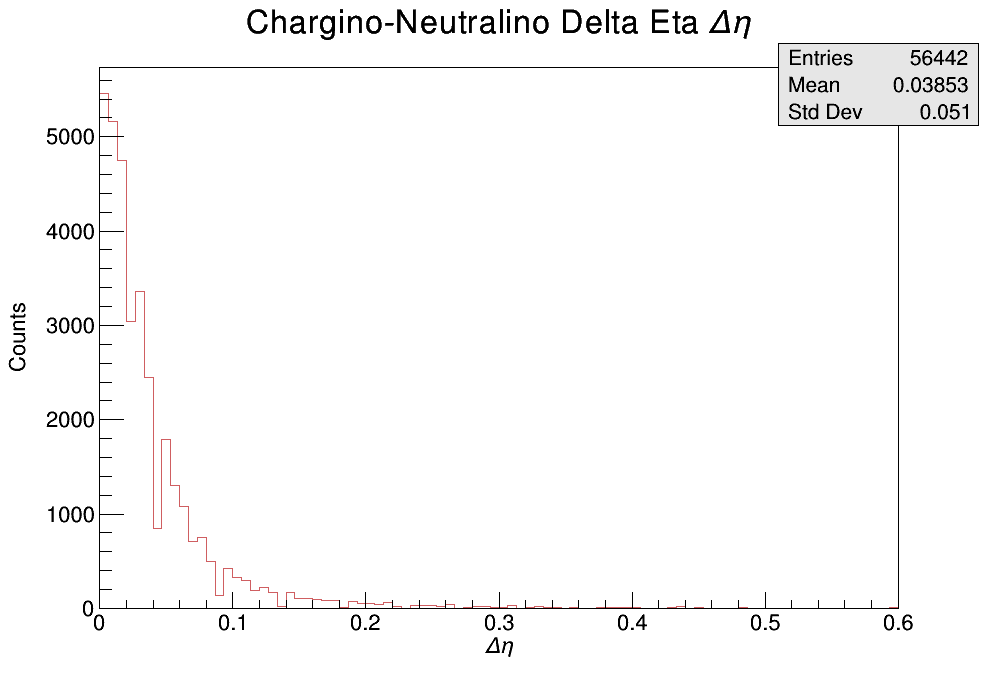 Chargino-Neutralino Delta Eta Δη
Entries 56442
Mean 0.03853
Std Dev 0.051
5000
4000
3000
2000
1000
0
Counts
0 0.1 0.2 0.3 0.4 0.5 0.6
Δη